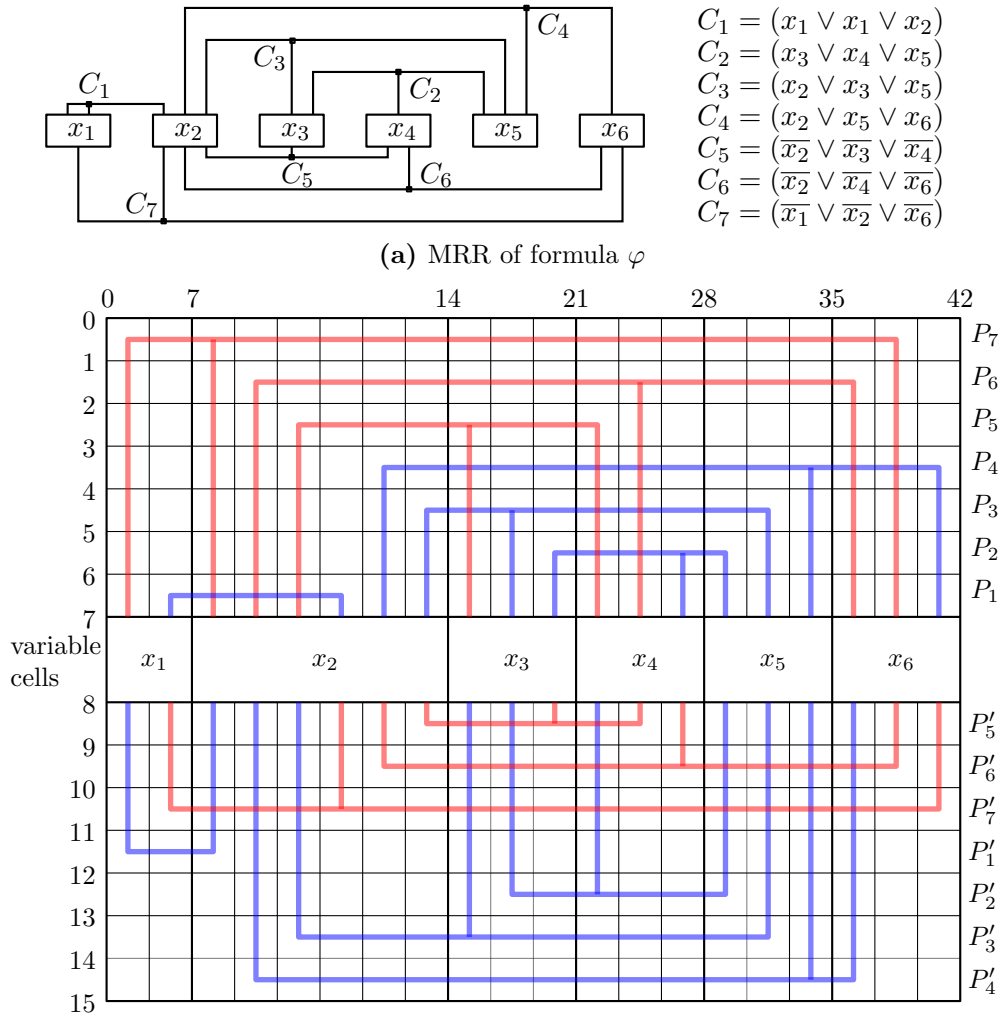 C₄
C₃
C₁ C₂
x₁ x₂ x₃ x₄ x₅ x₆
C₅ C₆
C₇
C₁ = (x₁ ∨ x₁ ∨ x₂)
C₂ = (x₃ ∨ x₄ ∨ x₅)
C₃ = (x₂ ∨ x₃ ∨ x₅)
C₄ = (x₂ ∨ x₅ ∨ x₆)
C₅ = (x̅₂ ∨ x̅₃ ∨ x̅₄)
C₆ = (x̅₂ ∨ x̅₄ ∨ x̅₆)
C₇ = (x̅₁ ∨ x̅₂ ∨ x̅₆)
(a) MRR of formula φ
0 7 14 21 28 35 42
0
P₇
1
P₆
2
P₅
3
P₄
4
P₃
5
P₂
6
P₁
7
variable
cells
x₁ x₂ x₃ x₄ x₅ x₆
8
P′₅
9
P′₆
10
P′₇
11
P′₁
12
P′₂
13
P′₃
14
P′₄
15